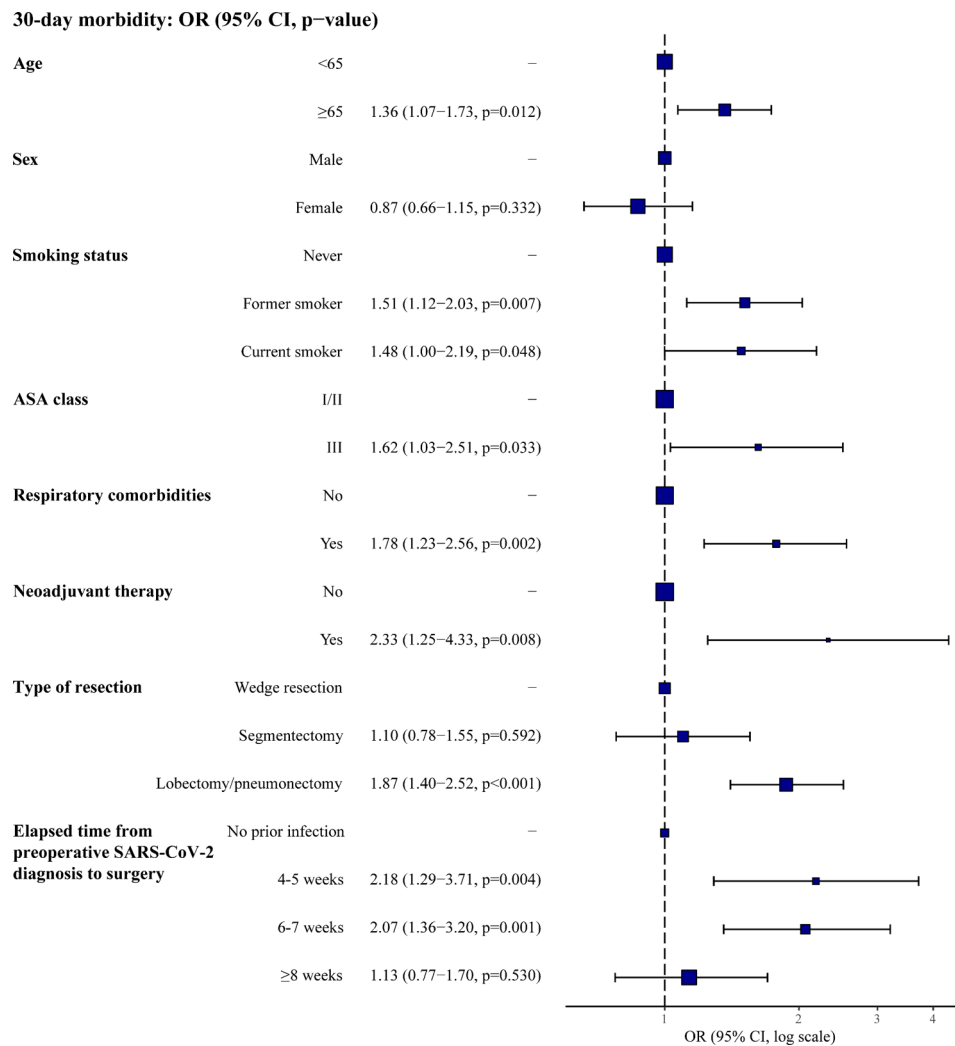 30-day morbidity: OR (95% CI, p−value)
Age <65 −
≥65 1.36 (1.07−1.73, p=0.012)
Sex Male −
Female 0.87 (0.66−1.15, p=0.332)
Smoking status Never −
Former smoker 1.51 (1.12−2.03, p=0.007)
Current smoker 1.48 (1.00−2.19, p=0.048)
ASA class I/II −
III 1.62 (1.03−2.51, p=0.033)
Respiratory comorbidities No −
Yes 1.78 (1.23−2.56, p=0.002)
Neoadjuvant therapy No −
Yes 2.33 (1.25−4.33, p=0.008)
Type of resection Wedge resection −
Segmentectomy 1.10 (0.78−1.55, p=0.592)
Lobectomy/pneumonectomy 1.87 (1.40−2.52, p<0.001)
Elapsed time from No prior infection −
preoperative SARS-CoV-2
diagnosis to surgery
4-5 weeks 2.18 (1.29−3.71, p=0.004)
6-7 weeks 2.07 (1.36−3.20, p=0.001)
≥8 weeks 1.13 (0.77−1.70, p=0.530)
1 2 3 4
OR (95% CI, log scale)